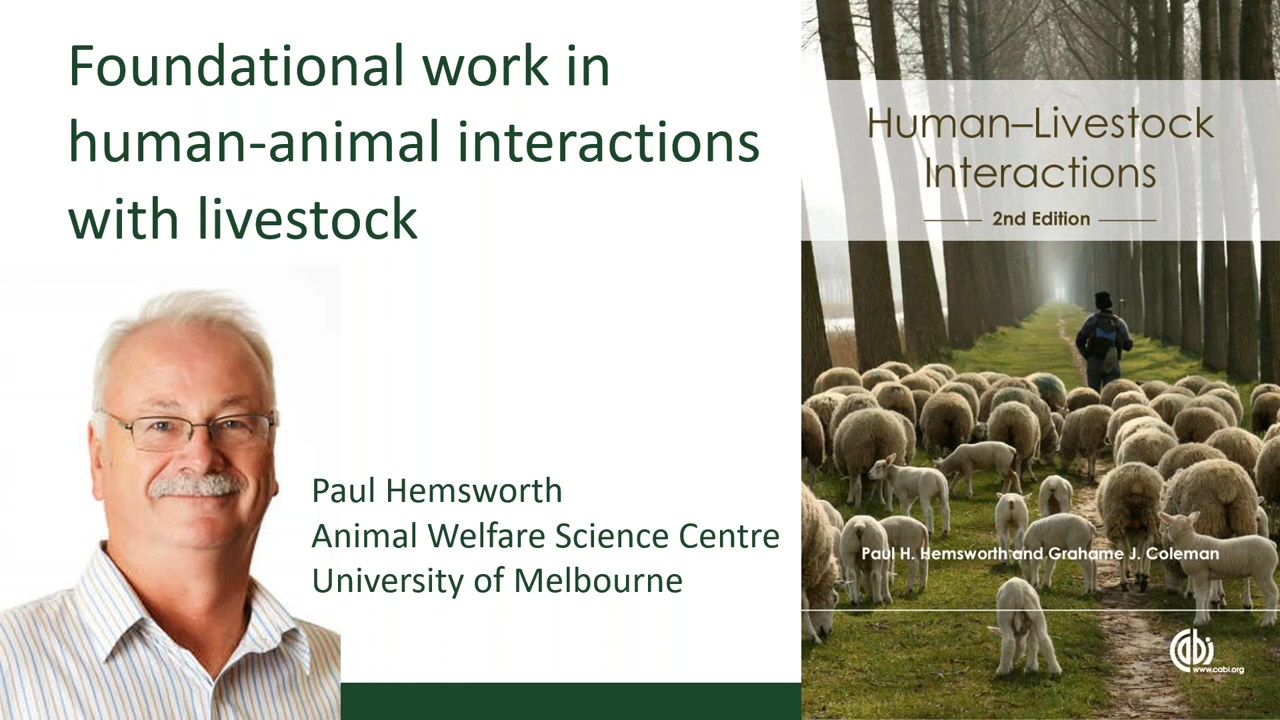 Foundational work in
human-animal interactions
with livestock
Paul Hemsworth
Animal Welfare Science Centre
University of Melbourne
Human–Livestock
Interactions
2nd Edition
Paul H. Hemsworth and Grahame J. Coleman
cabi
www.cabi.org